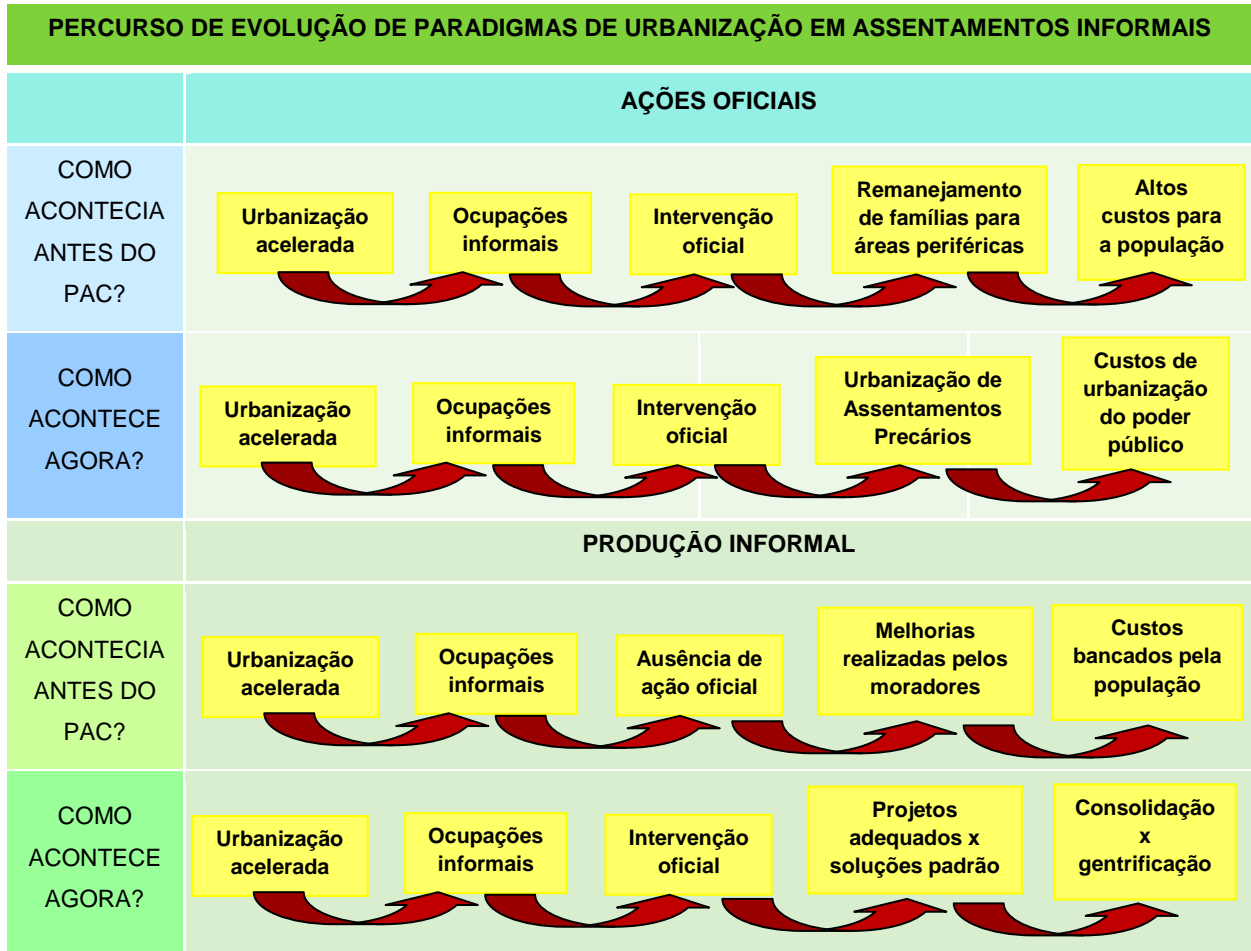 PERCURSO DE EVOLUÇÃO DE PARADIGMAS DE URBANIZAÇÃO EM ASSENTAMENTOS INFORMAIS
AÇÕES OFICIAIS
COMO
ACONTECIA
ANTES DO
PAC?
Urbanização
acelerada
Ocupações
informais
Intervenção
oficial
Remanejamento
de famílias para
áreas periféricas
Altos
custos para
a população
COMO
ACONTECE
AGORA?
Urbanização
acelerada
Ocupações
informais
Intervenção
oficial
Urbanização de
Assentamentos
Precários
Custos de
urbanização
do poder
público
PRODUÇÃO INFORMAL
COMO
ACONTECIA
ANTES DO
PAC?
Urbanização
acelerada
Ocupações
informais
Ausência de
ação oficial
Melhorias
realizadas pelos
moradores
Custos
bancados pela
população
COMO
ACONTECE
AGORA?
Urbanização
acelerada
Ocupações
informais
Intervenção
oficial
Projetos
adequados x
soluções padrão
Consolidação
x
gentrificação